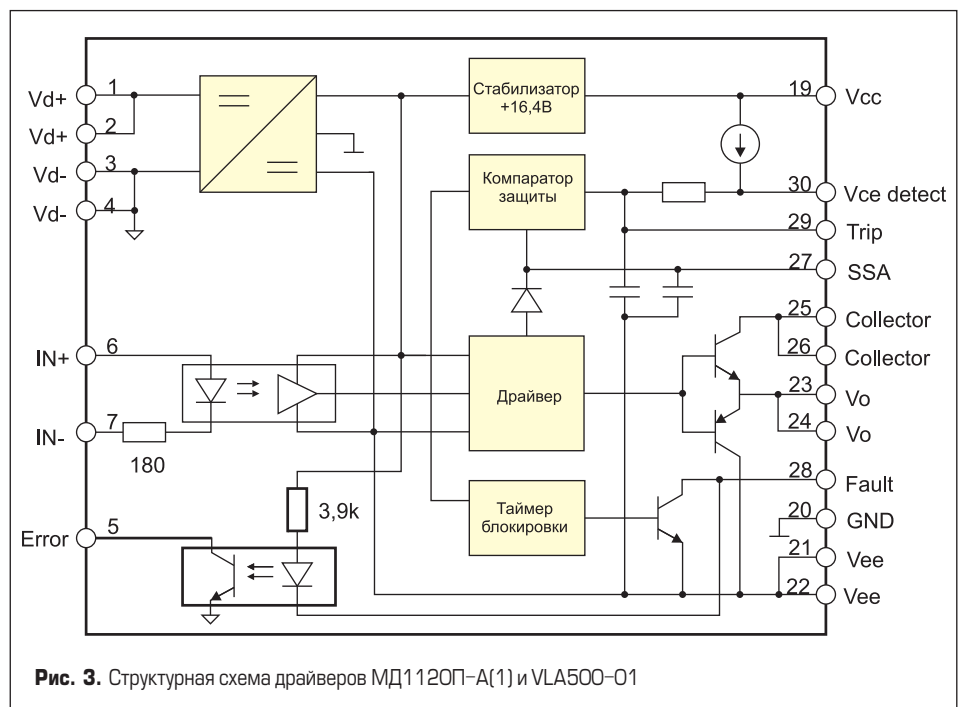 Vd+
1
Vd+
2
Vd-
3
Vd-
4
Стабилизатор
+16,4В
19
Vcc
Компаратор
защиты
30
Vce detect
29
Trip
27
SSA
25
Collector
26
Collector
IN+
6
IN-
7
180
Драйвер
23
Vo
24
Vo
3,9k
Error
5
Таймер
блокировки
28
Fault
20
GND
21
Vee
22
Vee
Рис. 3. Структурная схема драйверов МД1120П-А(1) и VLA500-01